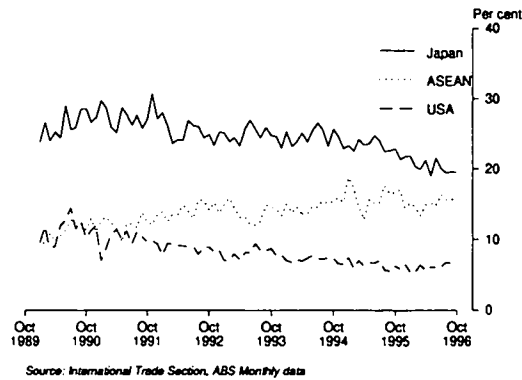 Per cent
40
Japan
ASEAN
USA
30
20
10
0
Oct Oct Oct Oct Oct Oct Oct Oct
1989 1990 1991 1992 1993 1994 1995 1996
Source: International Trade Section, ABS Monthly data